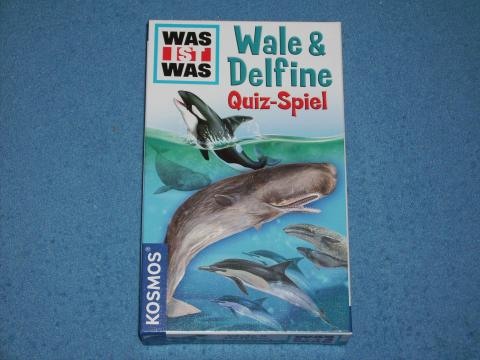 WAS
IST
WAS
Wale &
Delfine
Quiz-Spiel
KOSMOS